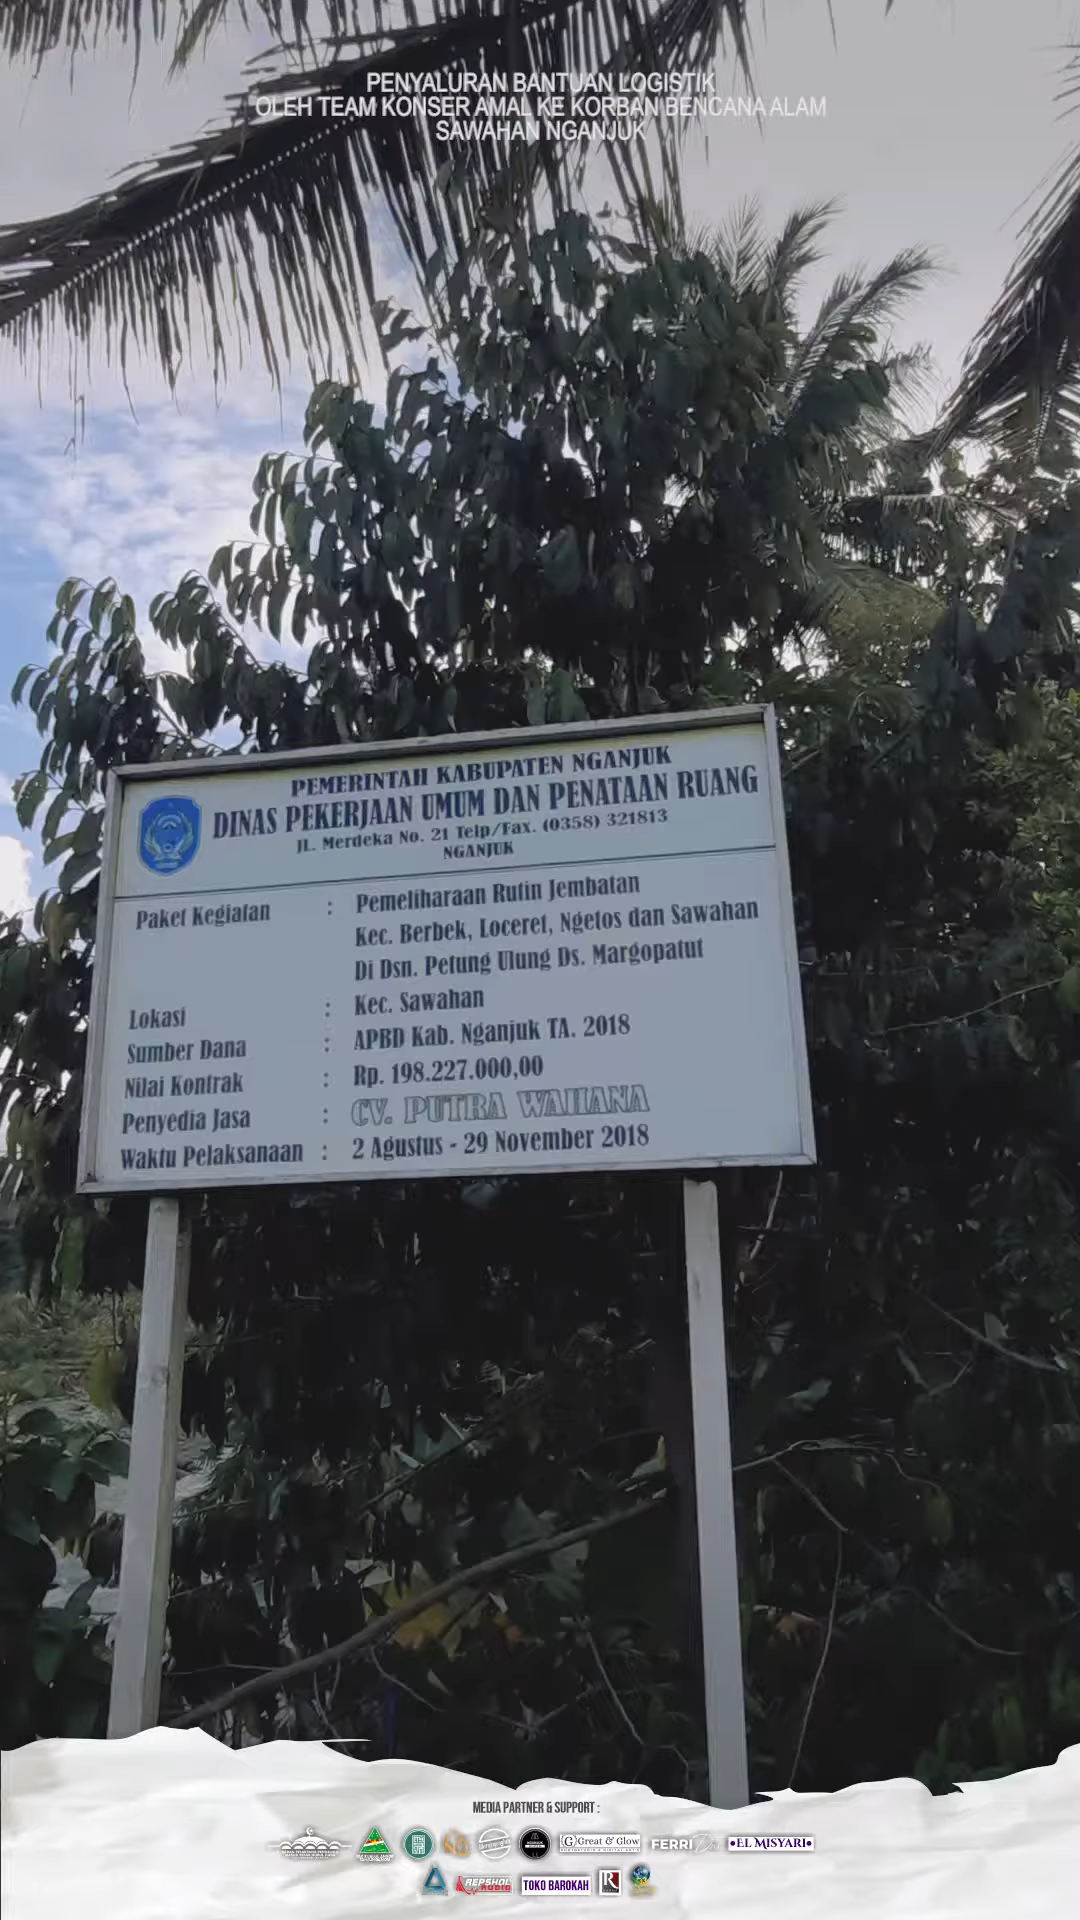 PENYALURAN BANTUAN LOGISTIK
OLEH TEAM KONSER AMAL KE KORBAN BENCANA ALAM
SAWAHAN NGANJUK
PEMERINTAH KABUPATEN NGANJUK
DINAS PEKERJAAN UMUM DAN PENATAAN RUANG
JL. Merdeka No. 21 Telp/Fax. (0358) 321813
NGANJUK
Paket Kegiatan : Pemeliharaan Rutin Jembatan
Kec. Berbek, Loceret, Ngetos dan Sawahan
Di Dsn. Petung Ulung Ds. Margopatut
Lokasi : Kec. Sawahan
Sumber Dana : APBD Kab. Nganjuk TA. 2018
Nilai Kontrak : Rp. 198.227.000,00
Penyedia Jasa : CV. PUTRA WAHANA
Waktu Pelaksanaan : 2 Agustus - 29 November 2018
MEDIA PARTNER & SUPPORT :
Great & Glow
FERRI
•EL MISYARI•
REPSHOL
TOKO BAROKAH
R